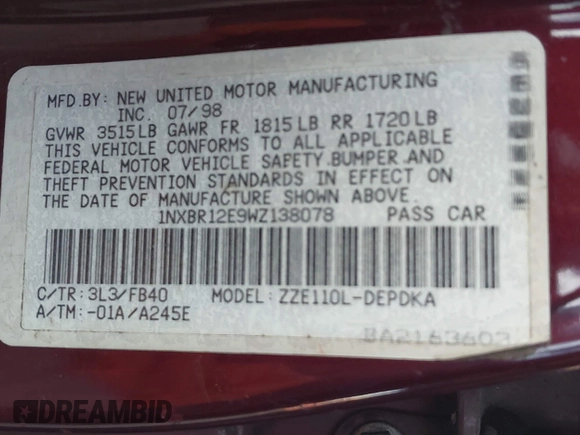 MFD.BY: NEW UNITED MOTOR MANUFACTURING
INC. 07/98
GVWR 3515LB GAWR FR 1815LB RR 1720LB
THIS VEHICLE CONFORMS TO ALL APPLICABLE
FEDERAL MOTOR VEHICLE SAFETY.BUMPER AND
THEFT PREVENTION STANDARDS IN EFFECT ON
THE DATE OF MANUFACTURE SHOWN ABOVE.
1NXBR12E9WZ138078 PASS CAR
C/TR: 3L3/FB40 MODEL: ZZE110L-DEPDKA
A/TM: -01A/A245E
BA2163603
DREAMBID